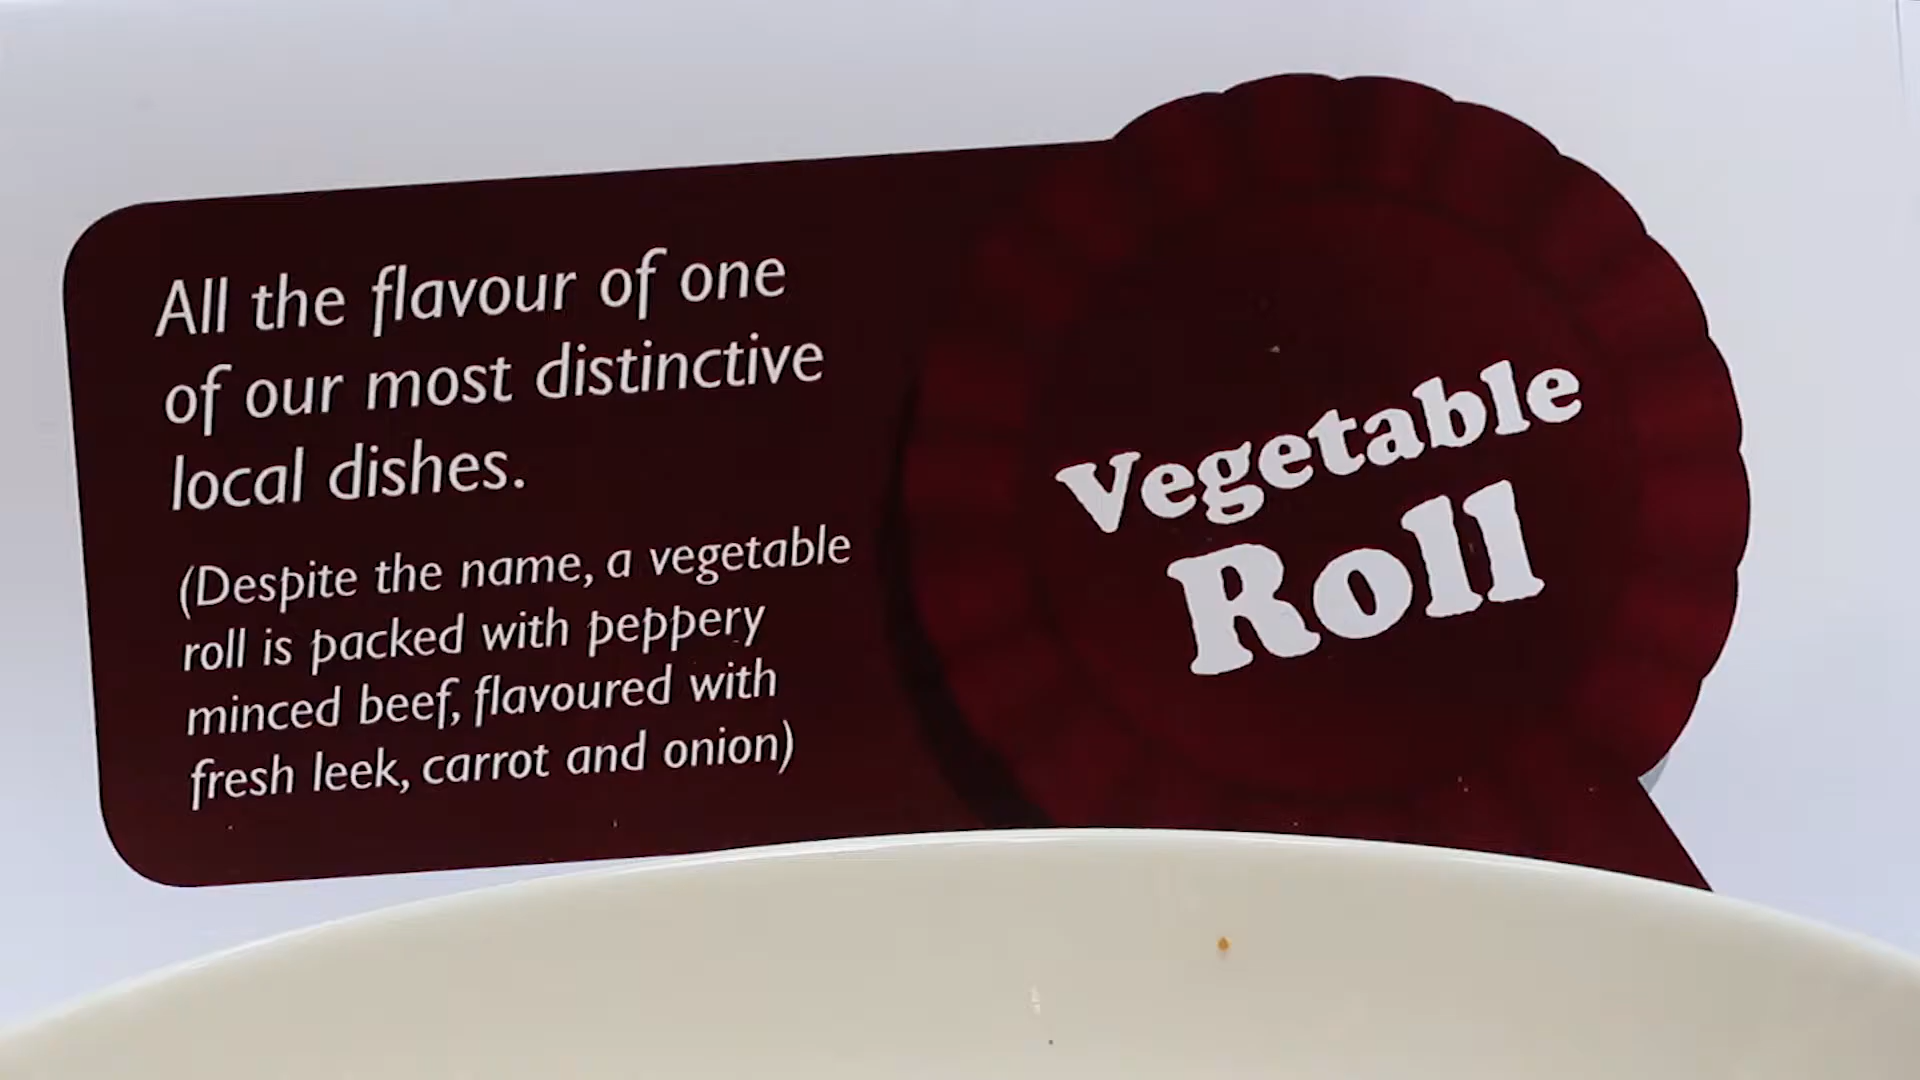 All the flavour of one
of our most distinctive
local dishes.
(Despite the name, a vegetable
roll is packed with peppery
minced beef, flavoured with
fresh leek, carrot and onion)
Vegetable
Roll